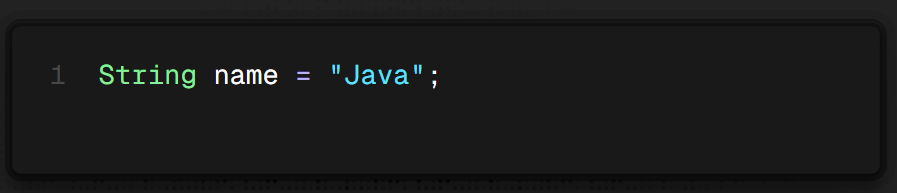 1 String name = "Java";